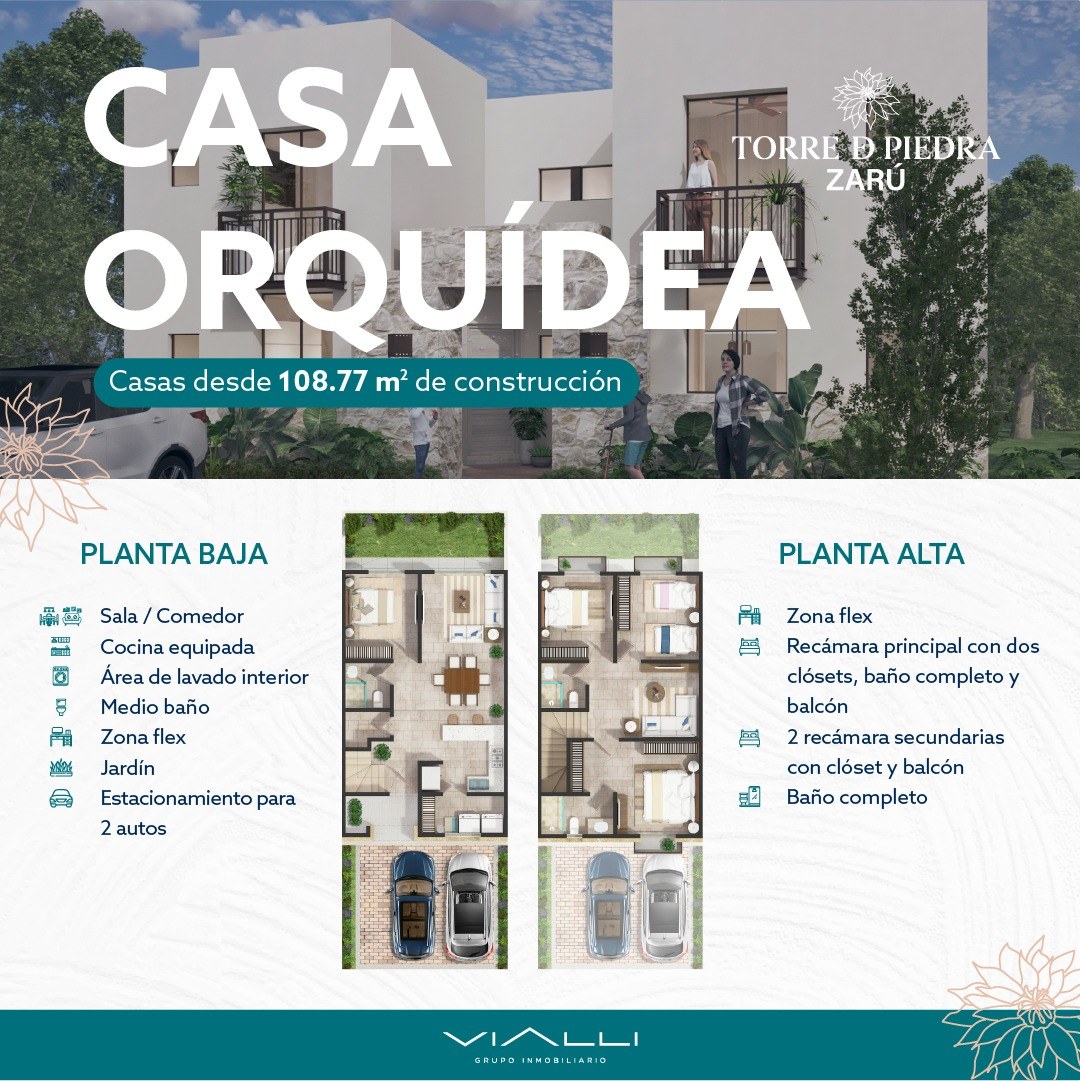 CASA
ORQUÍDEA
TORRE D PIEDRA
ZARÚ
Casas desde 108.77 m² de construcción
PLANTA BAJA
Sala / Comedor
Cocina equipada
Área de lavado interior
Medio baño
Zona flex
Jardín
Estacionamiento para
2 autos
PLANTA ALTA
Zona flex
Recámara principal con dos
clósets, baño completo y
balcón
2 recámara secundarias
con clóset y balcón
Baño completo
VIALLI
GRUPO INMOBILIARIO